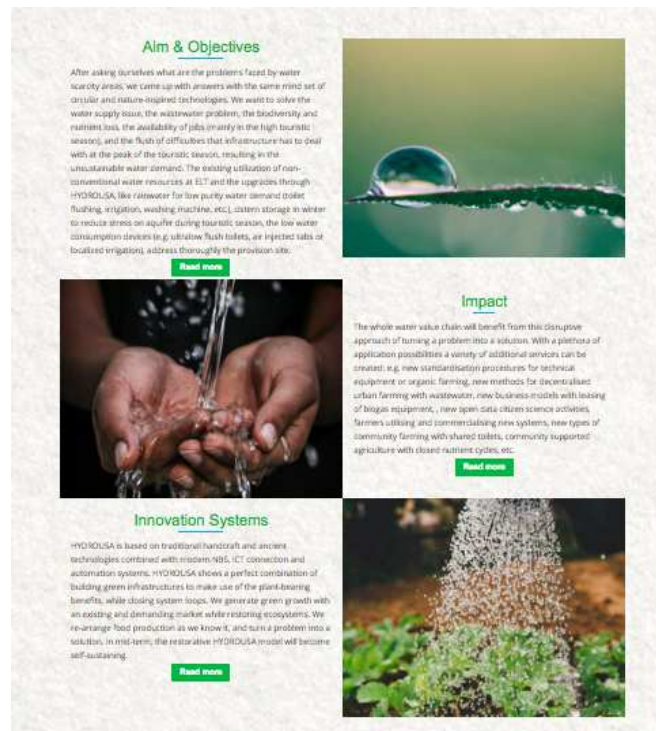 Aim & Objectives
After asking ourselves what are the problems faced by water
scarcity areas, we came up with answers with the same mind set of
circular and nature-inspired technologies. We want to solve the
water supply issue, the wastewater problem, the biodiversity and
nutrient loss, the availability of jobs (mainly in the high touristic
season), and the flush of difficulties that infrastructure has to deal
with at the peak of the touristic season, resulting in the
unsustainable water demand. The existing utilization of non-
conventional water resources at ELT and the upgrades through
HYDROUSA, like rainwater for low purity water demand (toilet
flushing, irrigation, washing machine, etc.), cistern storage in winter
to reduce stress on aquifer during touristic season, the low water
consumption devices (e.g. ultralow flush toilets, air injected tabs or
localized irrigation), address thoroughly the provision site.
Read more
Impact
The whole water value chain will benefit from this disruptive
approach of turning a problem into a solution. With a plethora of
application possibilities a variety of additional services can be
created: e.g. new standardisation procedures for technical
equipment or organic farming, new methods for decentralised
urban farming with wastewater, new business models with leasing
of biogas equipment, , new open data citizen science activities,
farmers utilising and commercialising new systems, new types of
community farming with shared toilets, community supported
agriculture with closed nutrient cycles, etc.
Read more
Innovation Systems
HYDROUSA is based on traditional handcraft and ancient
technologies combined with modern NBS, ICT connection and
automation systems. HYDROUSA shows a perfect combination of
building green infrastructures to make use of the plant-bearing
benefits, while closing system loops. We generate green growth with
an existing and demanding market while restoring ecosystems. We
re-arrange food production as we know it, and turn a problem into a
solution. In mid-term, the restorative HYDROUSA model will become
self-sustaining.
Read more